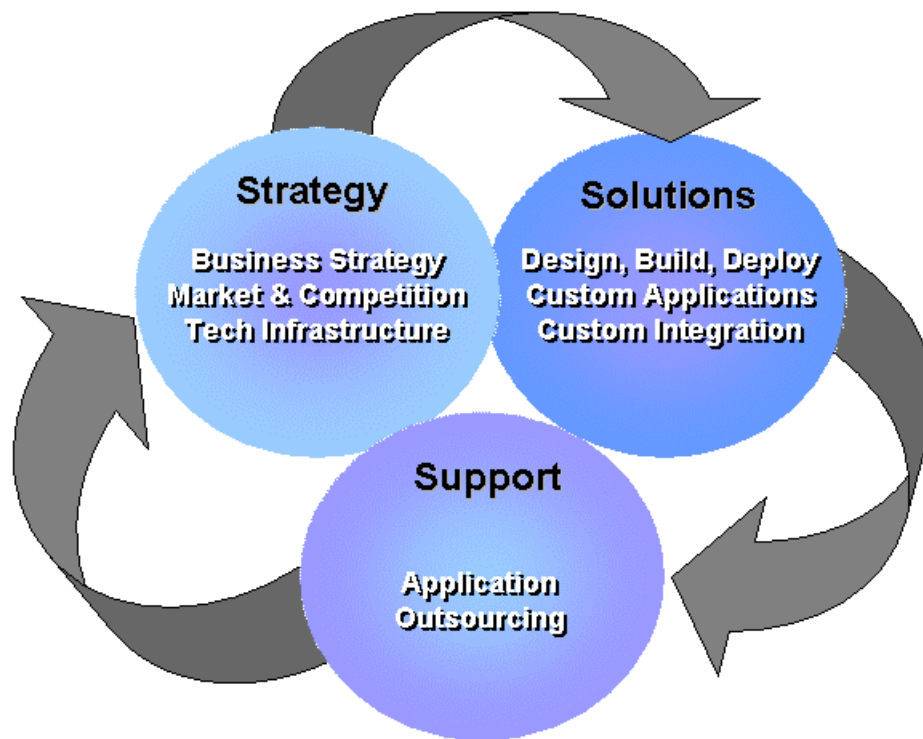 Strategy
Business Strategy
Market & Competition
Tech Infrastructure
Solutions
Design, Build, Deploy
Custom Applications
Custom Integration
Support
Application
Outsourcing